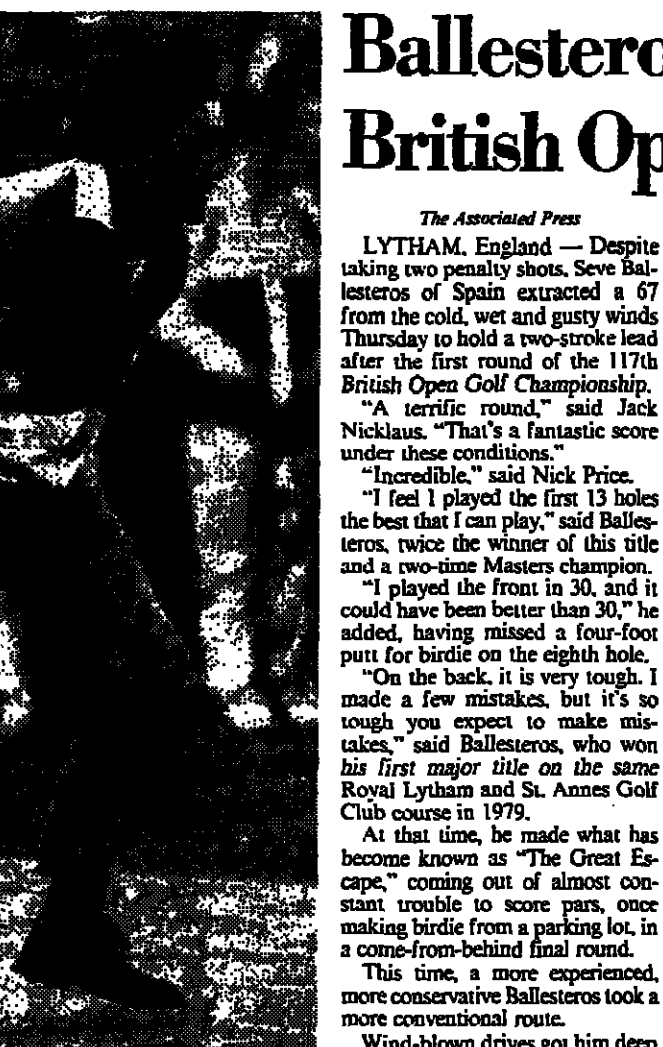 Ballestero
British Op
The Associated Press
LYTHAM, England — Despite
taking two penalty shots, Seve Bal-
lesteros of Spain extracted a 67
from the cold, wet and gusty winds
Thursday to hold a two-stroke lead
after the first round of the 117th
British Open Golf Championship.
“A terrific round,” said Jack
Nicklaus. “That's a fantastic score
under these conditions.”
“Incredible,” said Nick Price.
“I feel I played the first 13 holes
the best that I can play,” said Balles-
teros, twice the winner of this title
and a two-time Masters champion.
“I played the front in 30, and it
could have been better than 30,” he
added, having missed a four-foot
putt for birdie on the eighth hole.
“On the back, it is very tough. I
made a few mistakes, but it's so
tough you expect to make mis-
takes,” said Ballesteros, who won
his first major title on the same
Royal Lytham and St. Annes Golf
Club course in 1979.
At that time, he made what has
become known as “The Great Es-
cape,” coming out of almost con-
stant trouble to score pars, once
making birdie from a parking lot, in
a come-from-behind final round.
This time, a more experienced,
more conservative Ballesteros took a
more conventional route.
Wind-blown drives got him deep